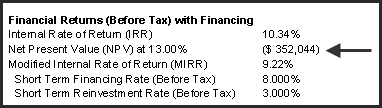 Financial Returns (Before Tax) with Financing
Internal Rate of Return (IRR) 10.34%
Net Present Value (NPV) at 13.00% ($ 352,044)
Modified Internal Rate of Return (MIRR) 9.22%
Short Term Financing Rate (Before Tax) 8.000%
Short Term Reinvestment Rate (Before Tax) 3.000%